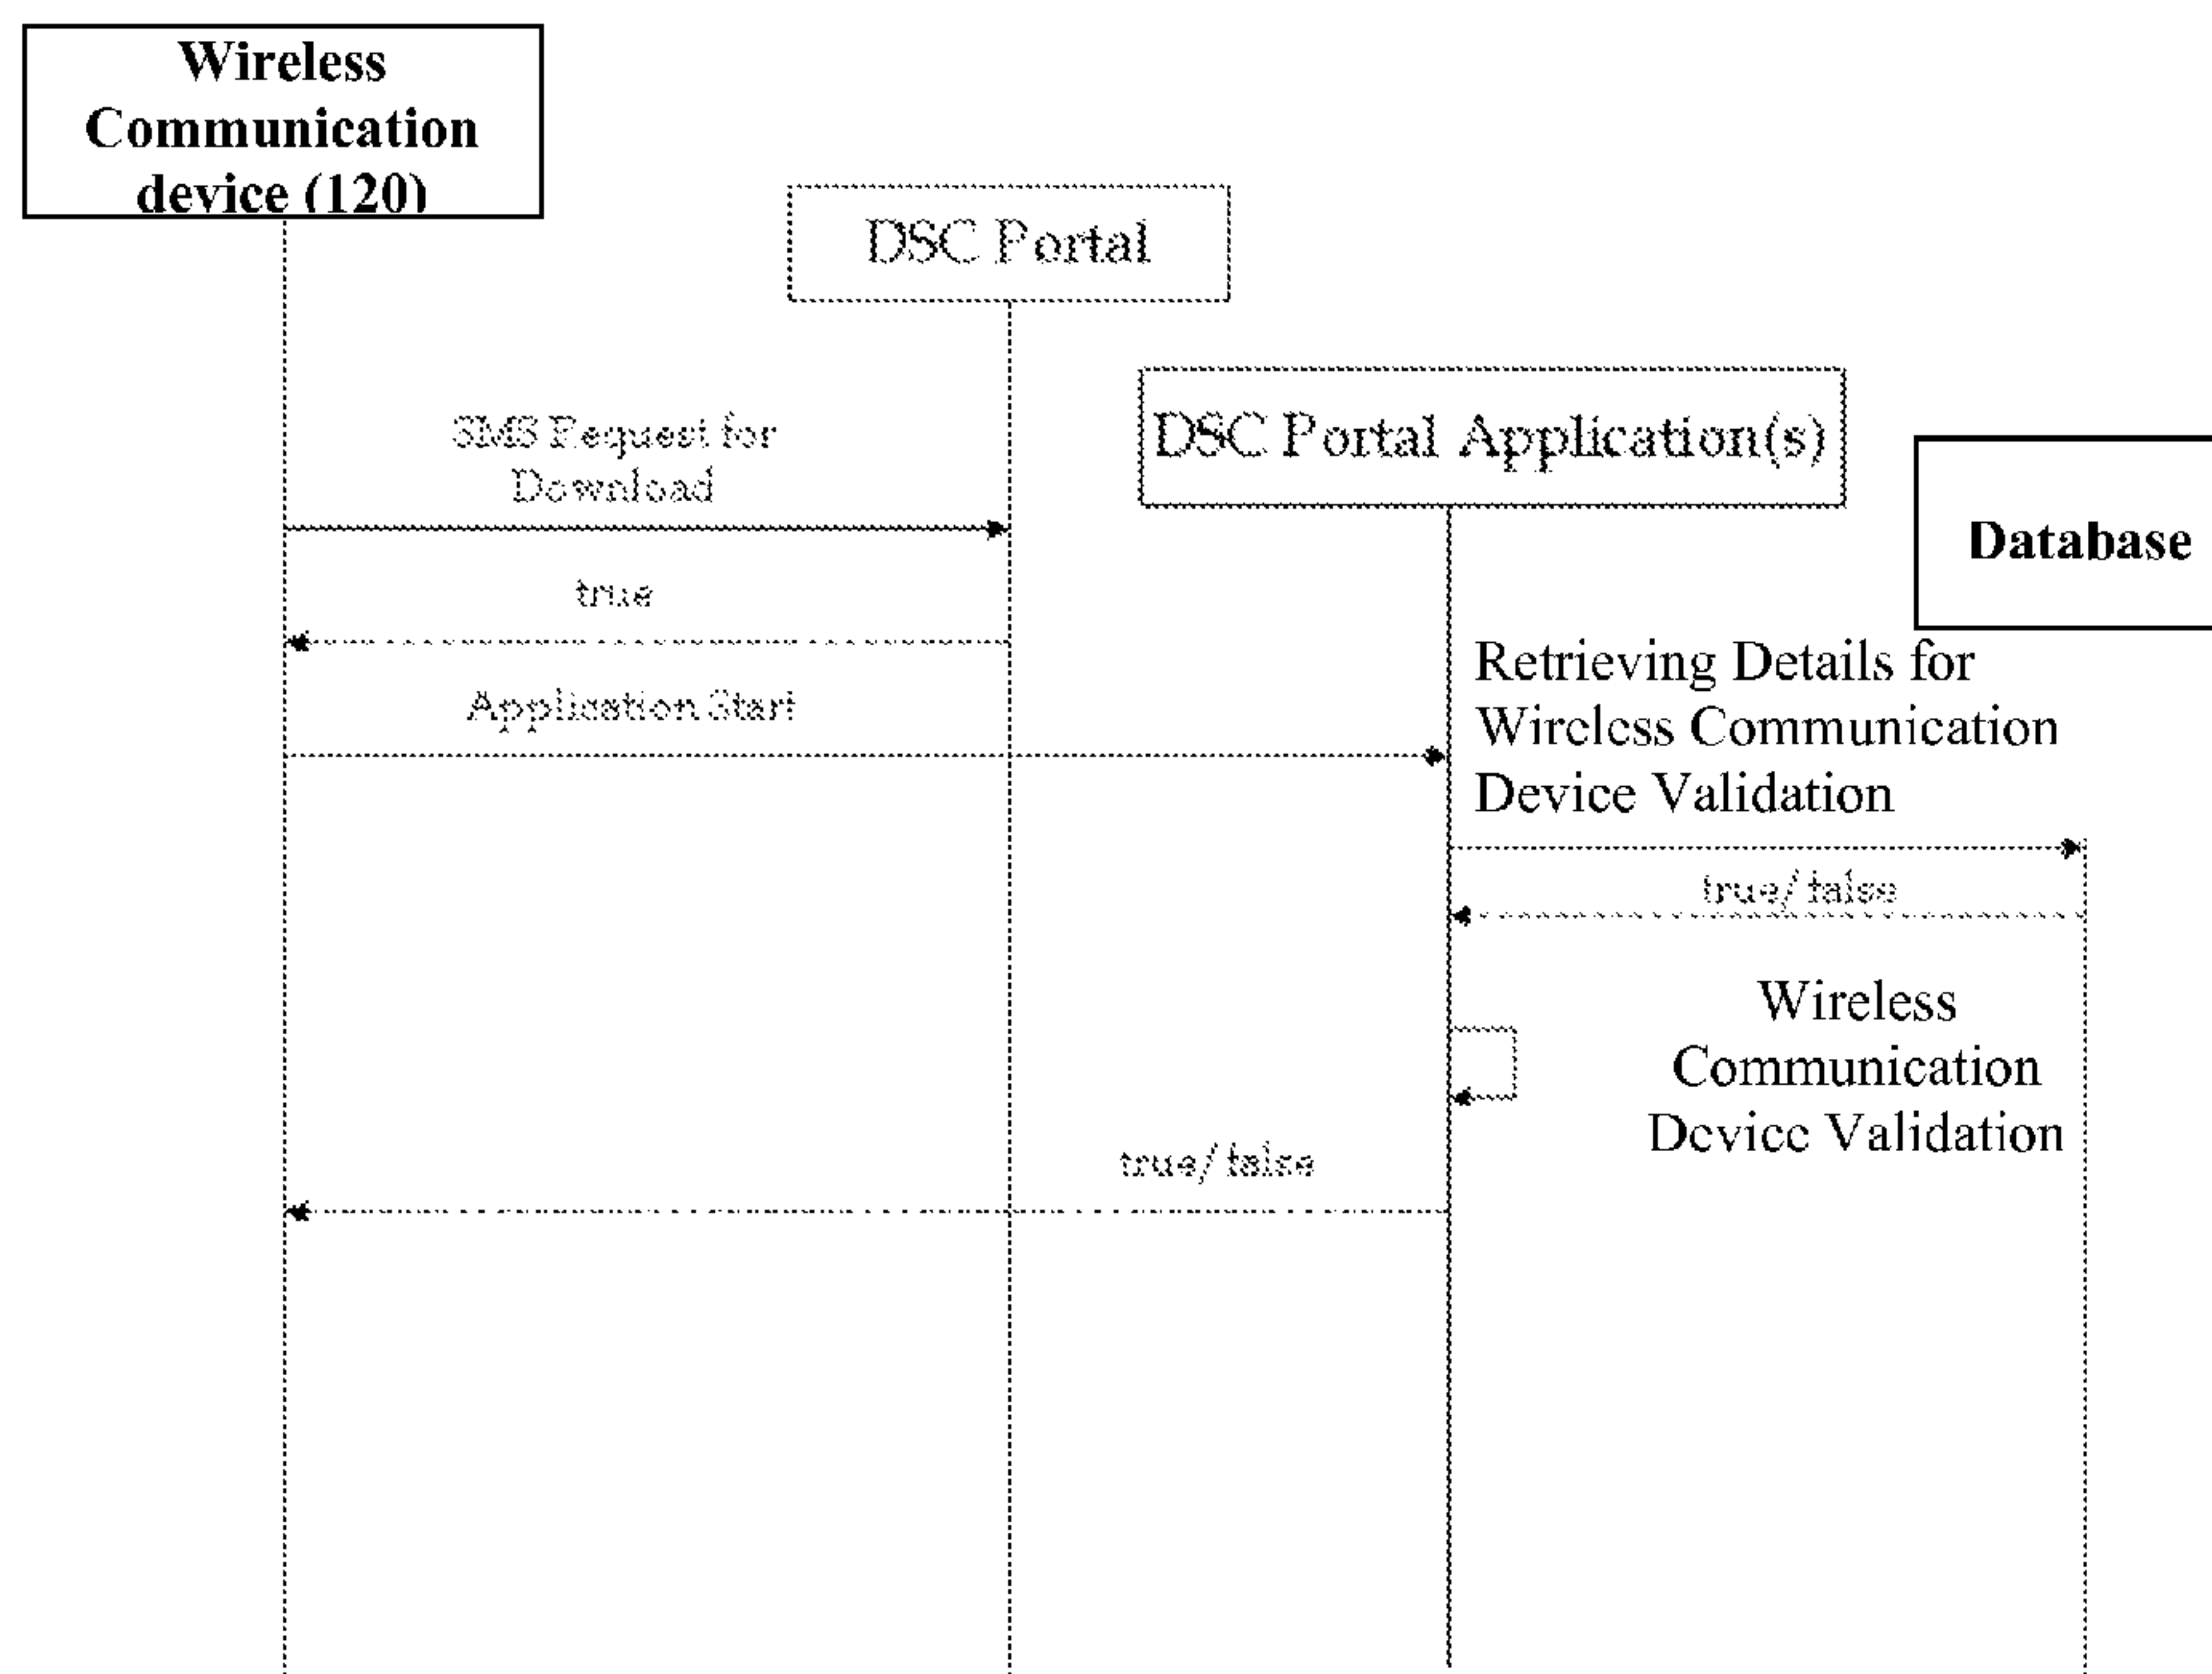 Wireless
Communication
device (120)
DSC Portal
SMS Request for
Download
DSC Portal Application(s)
Database
true
Retrieving Details for
Wireless Communication
Device Validation
Application Start
true/false
Wireless
Communication
Device Validation
true/false